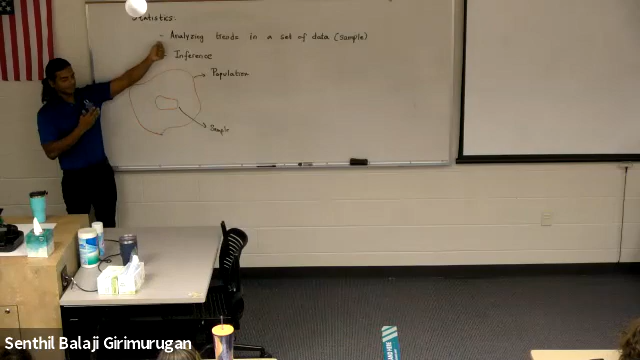 Statistics:
- Analyzing trends in a set of data (sample)
- Inference
Population
Sample
Senthil Balaji Girimurugan